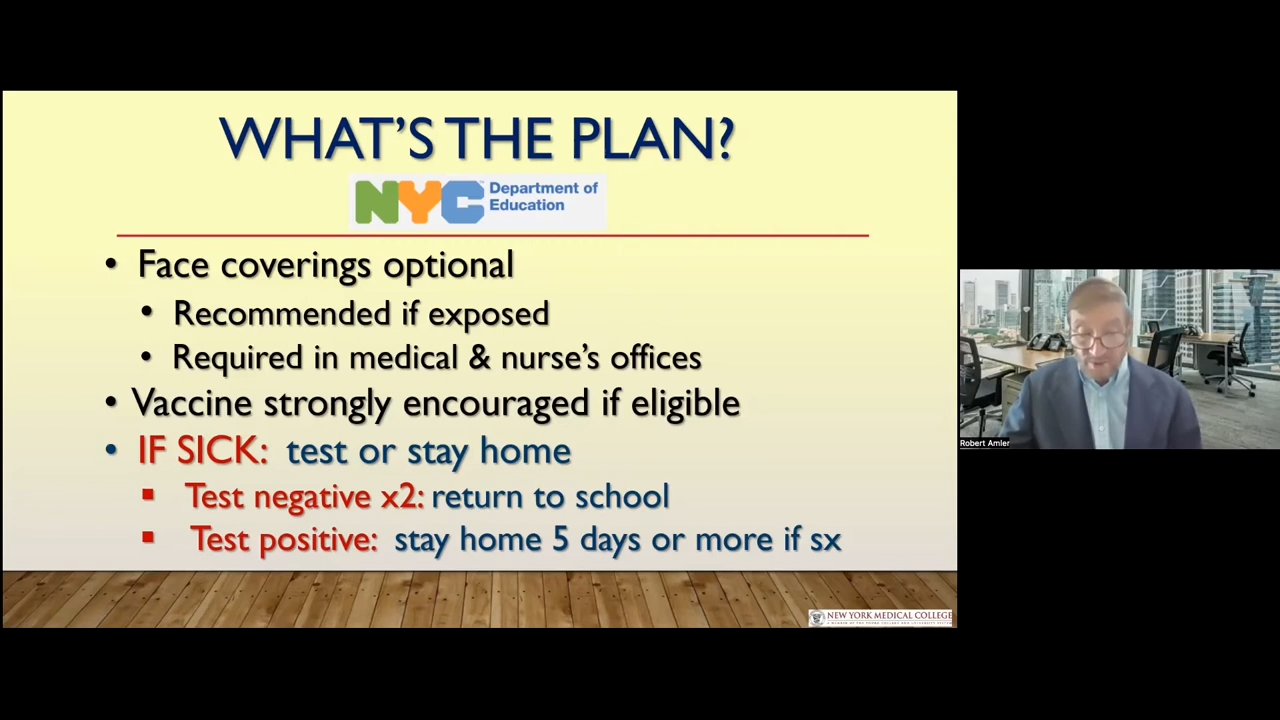 WHAT'S THE PLAN?
NYC Department of
Education
• Face coverings optional
• Recommended if exposed
• Required in medical & nurse's offices
• Vaccine strongly encouraged if eligible
• IF SICK: test or stay home
▪ Test negative x2: return to school
▪ Test positive: stay home 5 days or more if sx
Robert Amler
NEW YORK MEDICAL COLLEGE